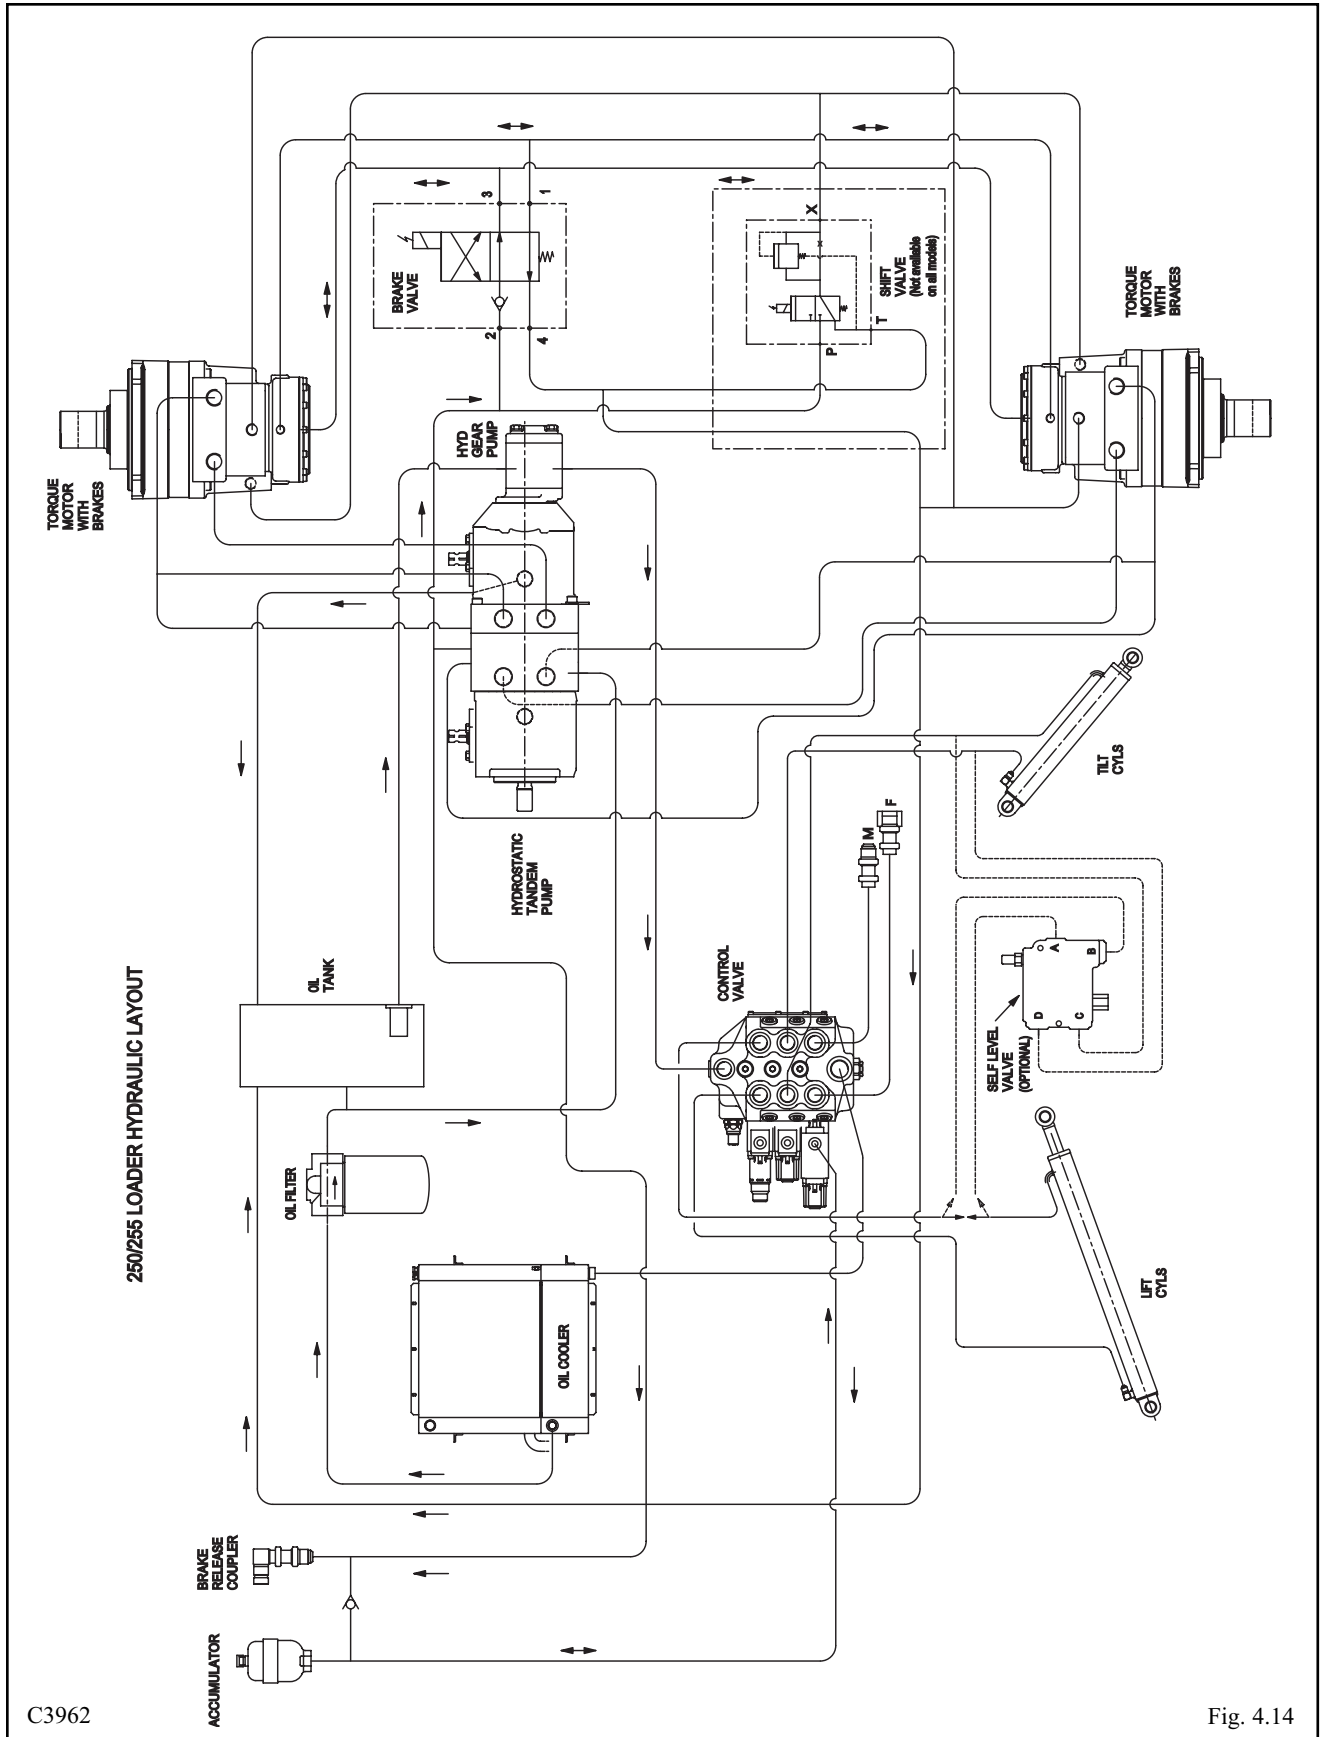 250/255 LOADER HYDRAULIC LAYOUT
TORQUE
MOTOR
WITH
BRAKES
BRAKE
VALVE
3
1
2
4
X
SHIFT
VALVE
(Not available
on all models)
T
P
TORQUE
MOTOR
WITH
BRAKES
HYD
GEAR
PUMP
HYDROSTATIC
TANDEM
PUMP
OIL
TANK
OIL FILTER
OIL COOLER
CONTROL
VALVE
M
F
TILT
CYLS
SELF LEVEL
VALVE
(OPTIONAL)
A
B
D
C
LIFT
CYLS
BRAKE
RELEASE
COUPLER
ACCUMULATOR
C3962
Fig. 4.14